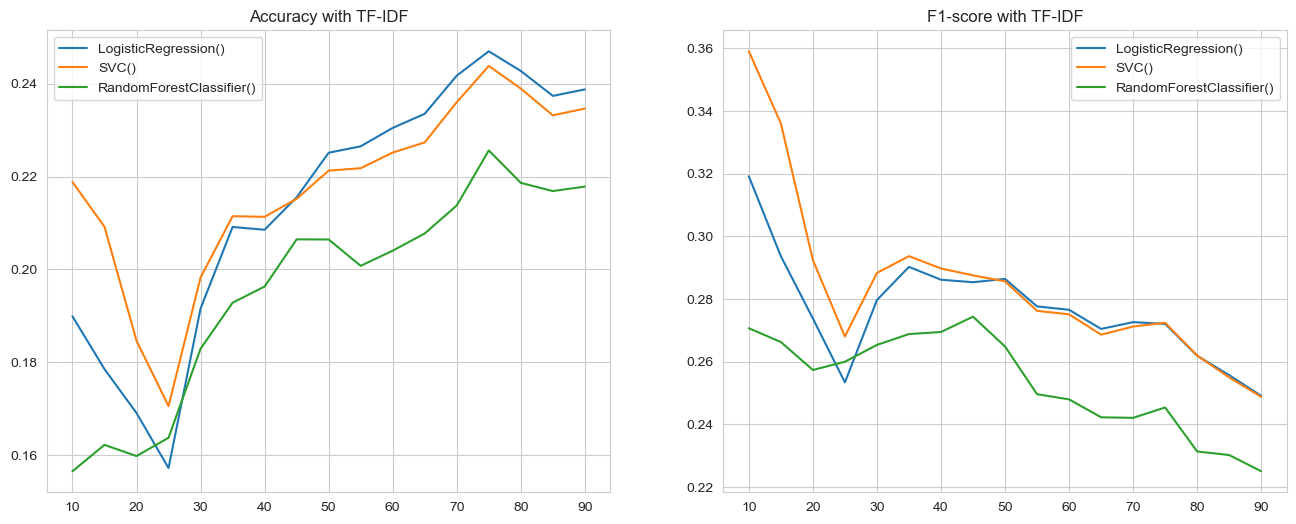 Accuracy with TF-IDF
LogisticRegression()
SVC()
RandomForestClassifier()
0.24
0.22
0.20
0.18
0.16
10 20 30 40 50 60 70 80 90
F1-score with TF-IDF
LogisticRegression()
SVC()
RandomForestClassifier()
0.36
0.34
0.32
0.30
0.28
0.26
0.24
0.22
10 20 30 40 50 60 70 80 90